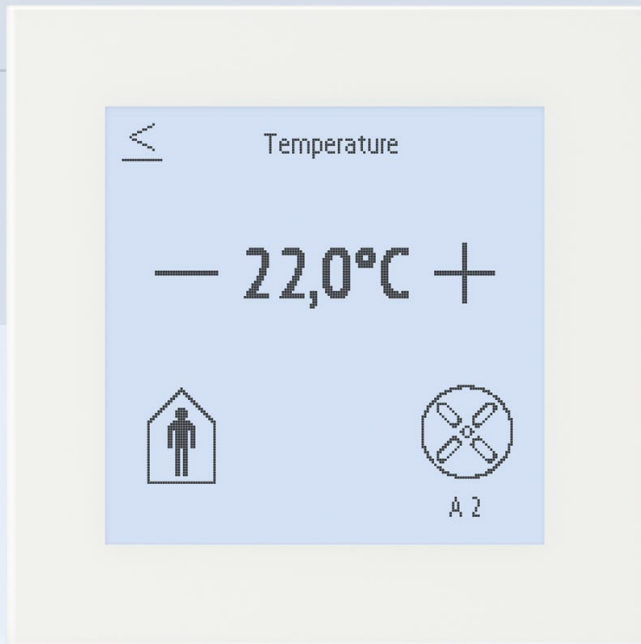 < Temperature
— 22,0°C +
A 2